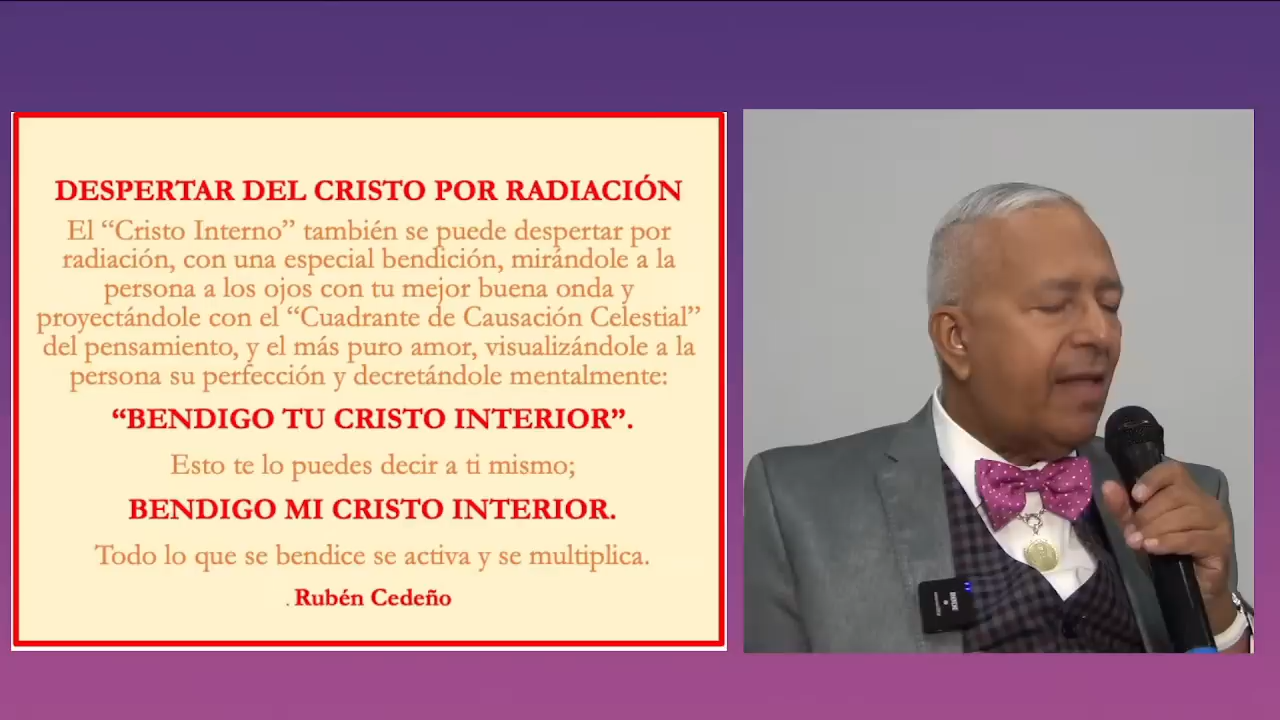 DESPERTAR DEL CRISTO POR RADIACIÓN
El “Cristo Interno” también se puede despertar por
radiación, con una especial bendición, mirándole a la
persona a los ojos con tu mejor buena onda y
proyectándole con el “Cuadrante de Causación Celestial”
del pensamiento, y el más puro amor, visualizándole a la
persona su perfección y decretándole mentalmente:
“BENDIGO TU CRISTO INTERIOR”.
Esto te lo puedes decir a ti mismo;
BENDIGO MI CRISTO INTERIOR.
Todo lo que se bendice se activa y se multiplica.
. Rubén Cedeño